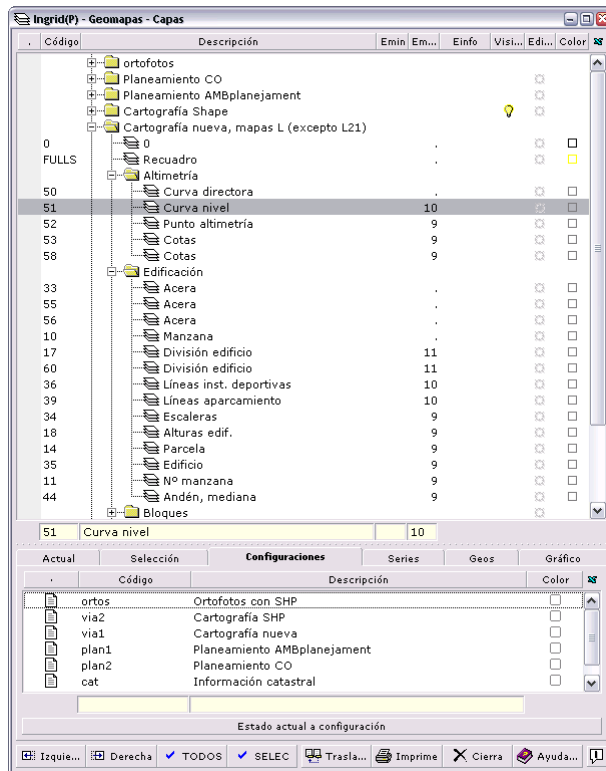 Ingrid(P) - Geomapas - Capas
. Código Descripción Emin Em... Einfo Visi... Edi... Color
ortofotos
Planeamiento CO
Planeamiento AMBplanejament
Cartografía Shape
Cartografía nueva, mapas L (excepto L21)
0 0 .
FULLS Recuadro .
Altimetría
50 Curva directora .
51 Curva nivel 10
52 Punto altimetría 9
53 Cotas 9
58 Cotas 9
Edificación
33 Acera .
55 Acera .
56 Acera .
10 Manzana .
17 División edificio 11
60 División edificio 11
36 Líneas inst. deportivas 10
39 Líneas aparcamiento 10
34 Escaleras 9
18 Alturas edif. 9
14 Parcela 9
35 Edificio 9
11 Nº manzana 9
44 Andén, mediana 9
Bloques
51 Curva nivel 10
Actual Selección Configuraciones Series Geos Gráfico
. Código Descripción Color
ortos Ortofotos con SHP
via2 Cartografía SHP
via1 Cartografía nueva
plan1 Planeamiento AMBplanejament
plan2 Planeamiento CO
cat Información catastral
Estado actual a configuración
Izquie... Derecha TODOS SELEC Trasla... Imprime Cierra Ayuda...